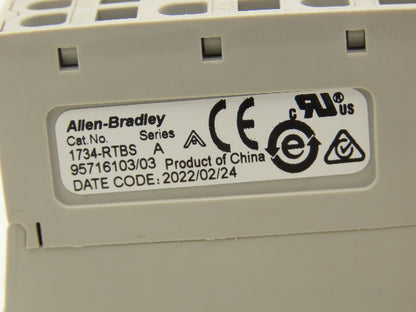 Allen-Bradley
Cat.No. Series
1734-RTBS A
95716103/03 Product of China
DATE CODE: 2022/02/24
CE
c RU US ®
e